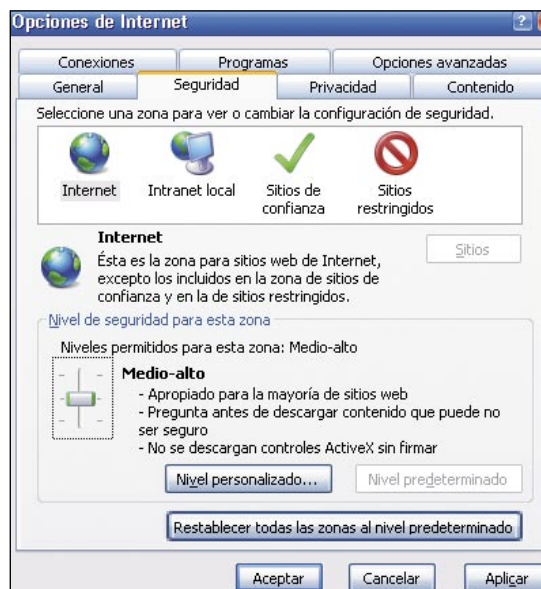 Opciones de Internet
?
Conexiones Programas Opciones avanzadas
General Seguridad Privacidad Contenido
Seleccione una zona para ver o cambiar la configuración de seguridad.
Internet Intranet local Sitios de confianza Sitios restringidos
Internet
Sitios
Ésta es la zona para sitios web de Internet,
excepto los incluidos en la zona de sitios de
confianza y en la de sitios restringidos.
Nivel de seguridad para esta zona
Niveles permitidos para esta zona: Medio-alto
Medio-alto
- Apropiado para la mayoría de sitios web
- Pregunta antes de descargar contenido que puede no
ser seguro
- No se descargan controles ActiveX sin firmar
Nivel personalizado... Nivel predeterminado
Restablecer todas las zonas al nivel predeterminado
Aceptar Cancelar Aplicar